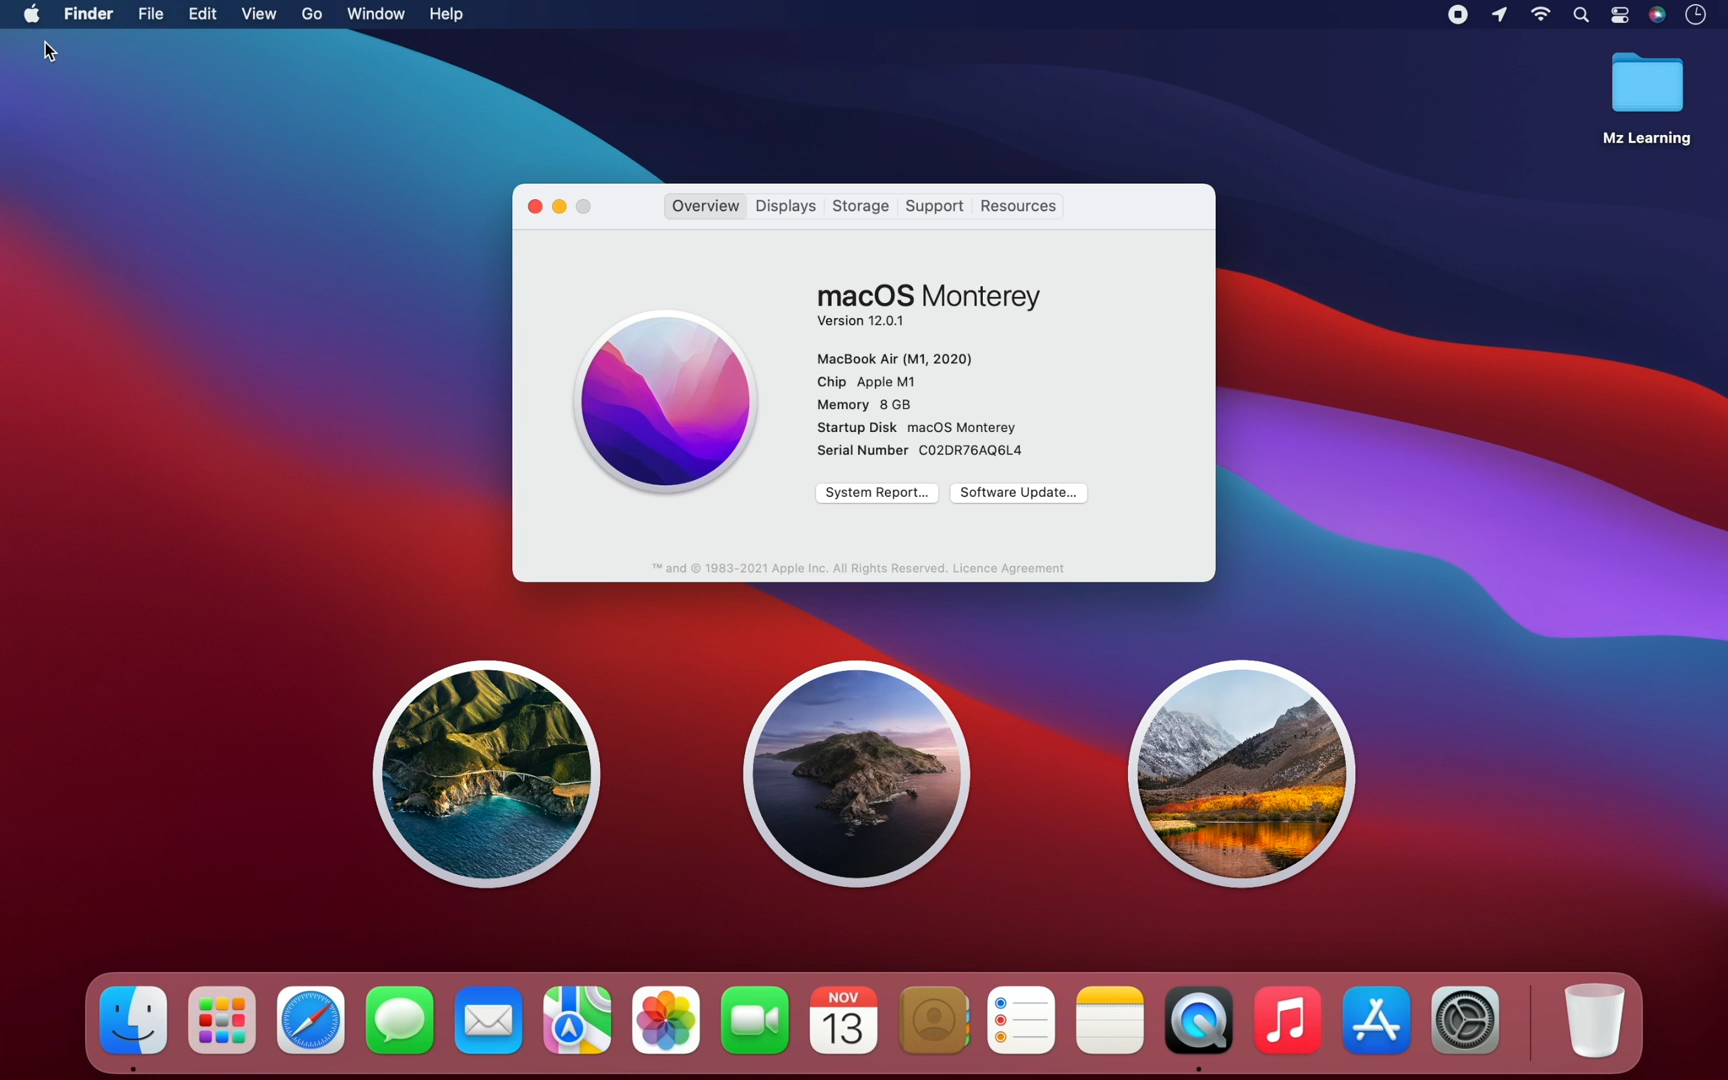 Finder File Edit View Go Window Help
Mz Learning
Overview Displays Storage Support Resources
macOS Monterey
Version 12.0.1
MacBook Air (M1, 2020)
Chip Apple M1
Memory 8 GB
Startup Disk macOS Monterey
Serial Number C02DR76AQ6L4
System Report... Software Update...
™ and © 1983-2021 Apple Inc. All Rights Reserved. Licence Agreement
NOV
13